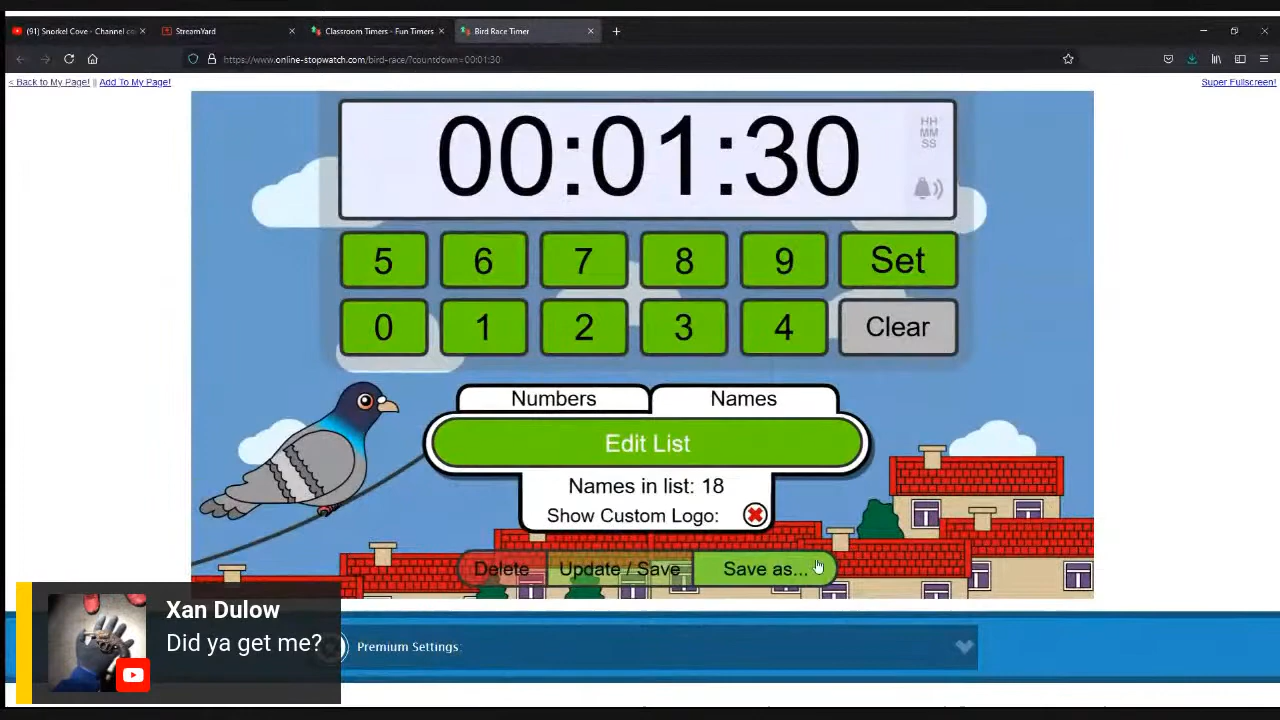 (91) Snorkel Cove - Channel co
StreamYard
Classroom Timers - Fun Timers
Bird Race Timer
https://www.online-stopwatch.com/bird-race/?countdown=00:01:30
< Back to My Page! || Add To My Page!
Super Fullscreen!
00:01:30
HH
MM
SS
5 6 7 8 9 Set
0 1 2 3 4 Clear
Numbers Names
Edit List
Names in list: 18
Show Custom Logo:
Delete Update / Save Save as...
Xan Dulow
Did ya get me?
Premium Settings